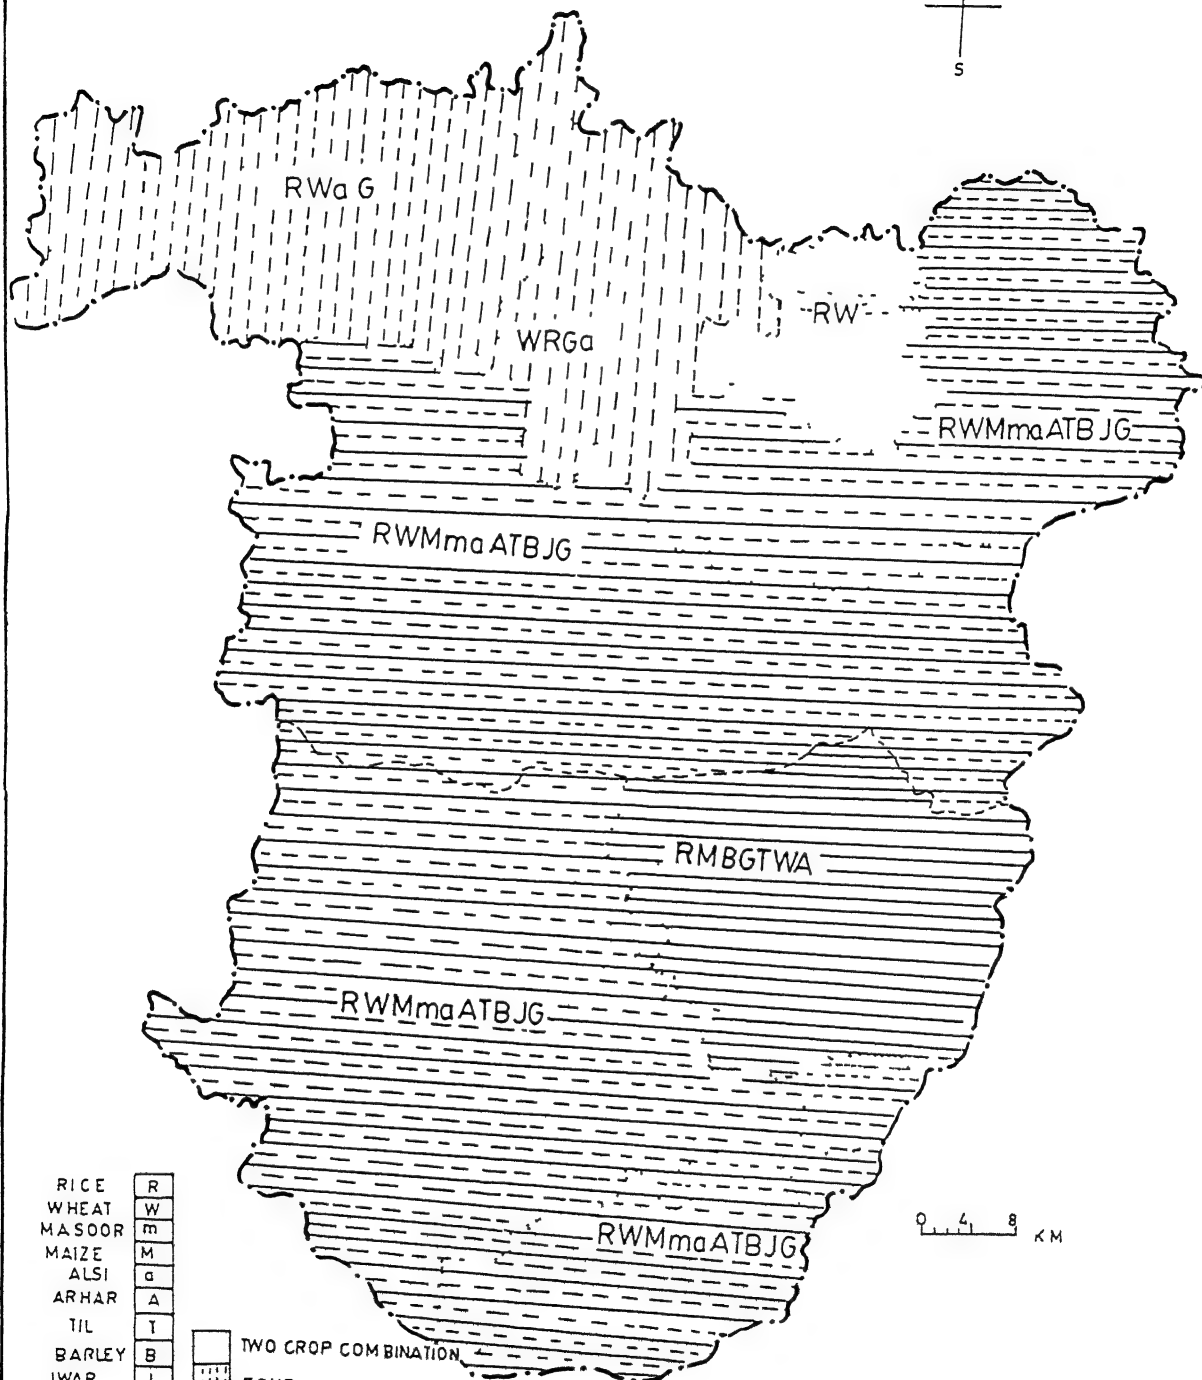 S
RWa G
RW
WRGa
RWMmaATBJG
RWMmaATBJG
RMBGTWA
RWMmaATBJG
RWMmaATBJG
0 4 8 KM
RICE R
WHEAT W
MASOOR m
MAIZE M
ALSI a
ARHAR A
TIL T
BARLEY B
TWO CROP COMBINATION